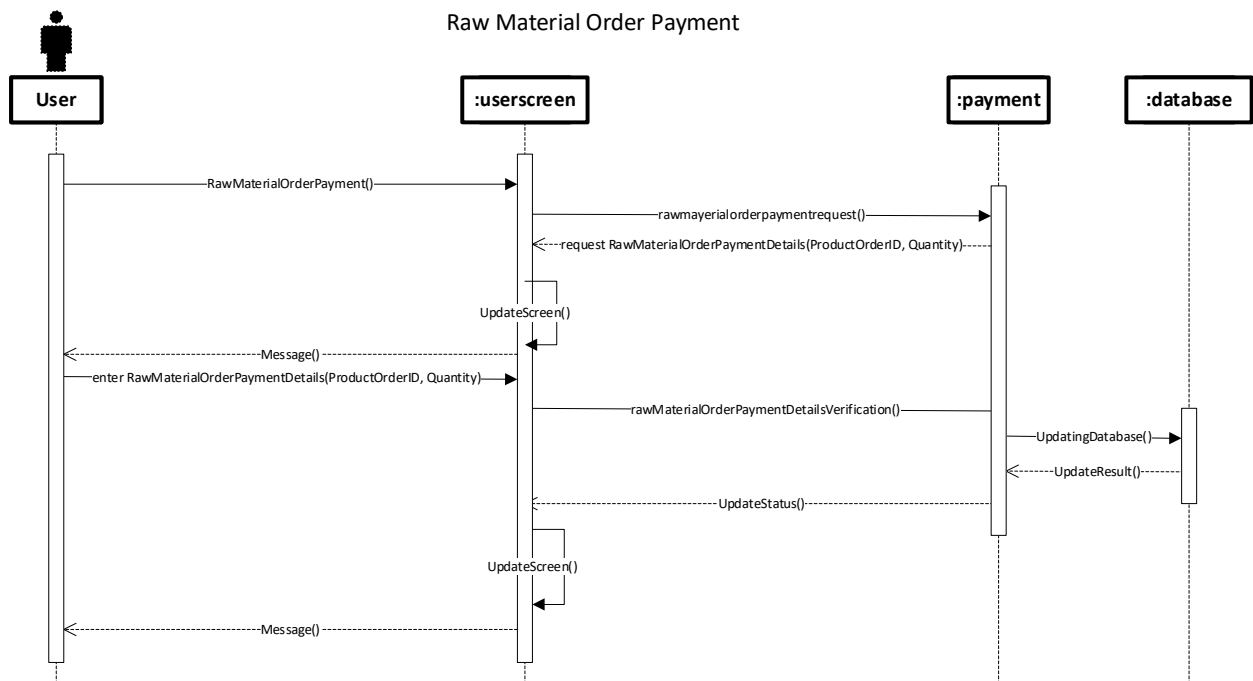 Raw Material Order Payment
User
:userscreen
:payment
:database
RawMaterialOrderPayment()
rawmayerialorderpaymentrequest()
request RawMaterialOrderPaymentDetails(ProductOrderID, Quantity)
UpdateScreen()
Message()
enter RawMaterialOrderPaymentDetails(ProductOrderID, Quantity)
rawMaterialOrderPaymentDetailsVerification()
UpdatingDatabase()
UpdateResult()
UpdateStatus()
UpdateScreen()
Message()